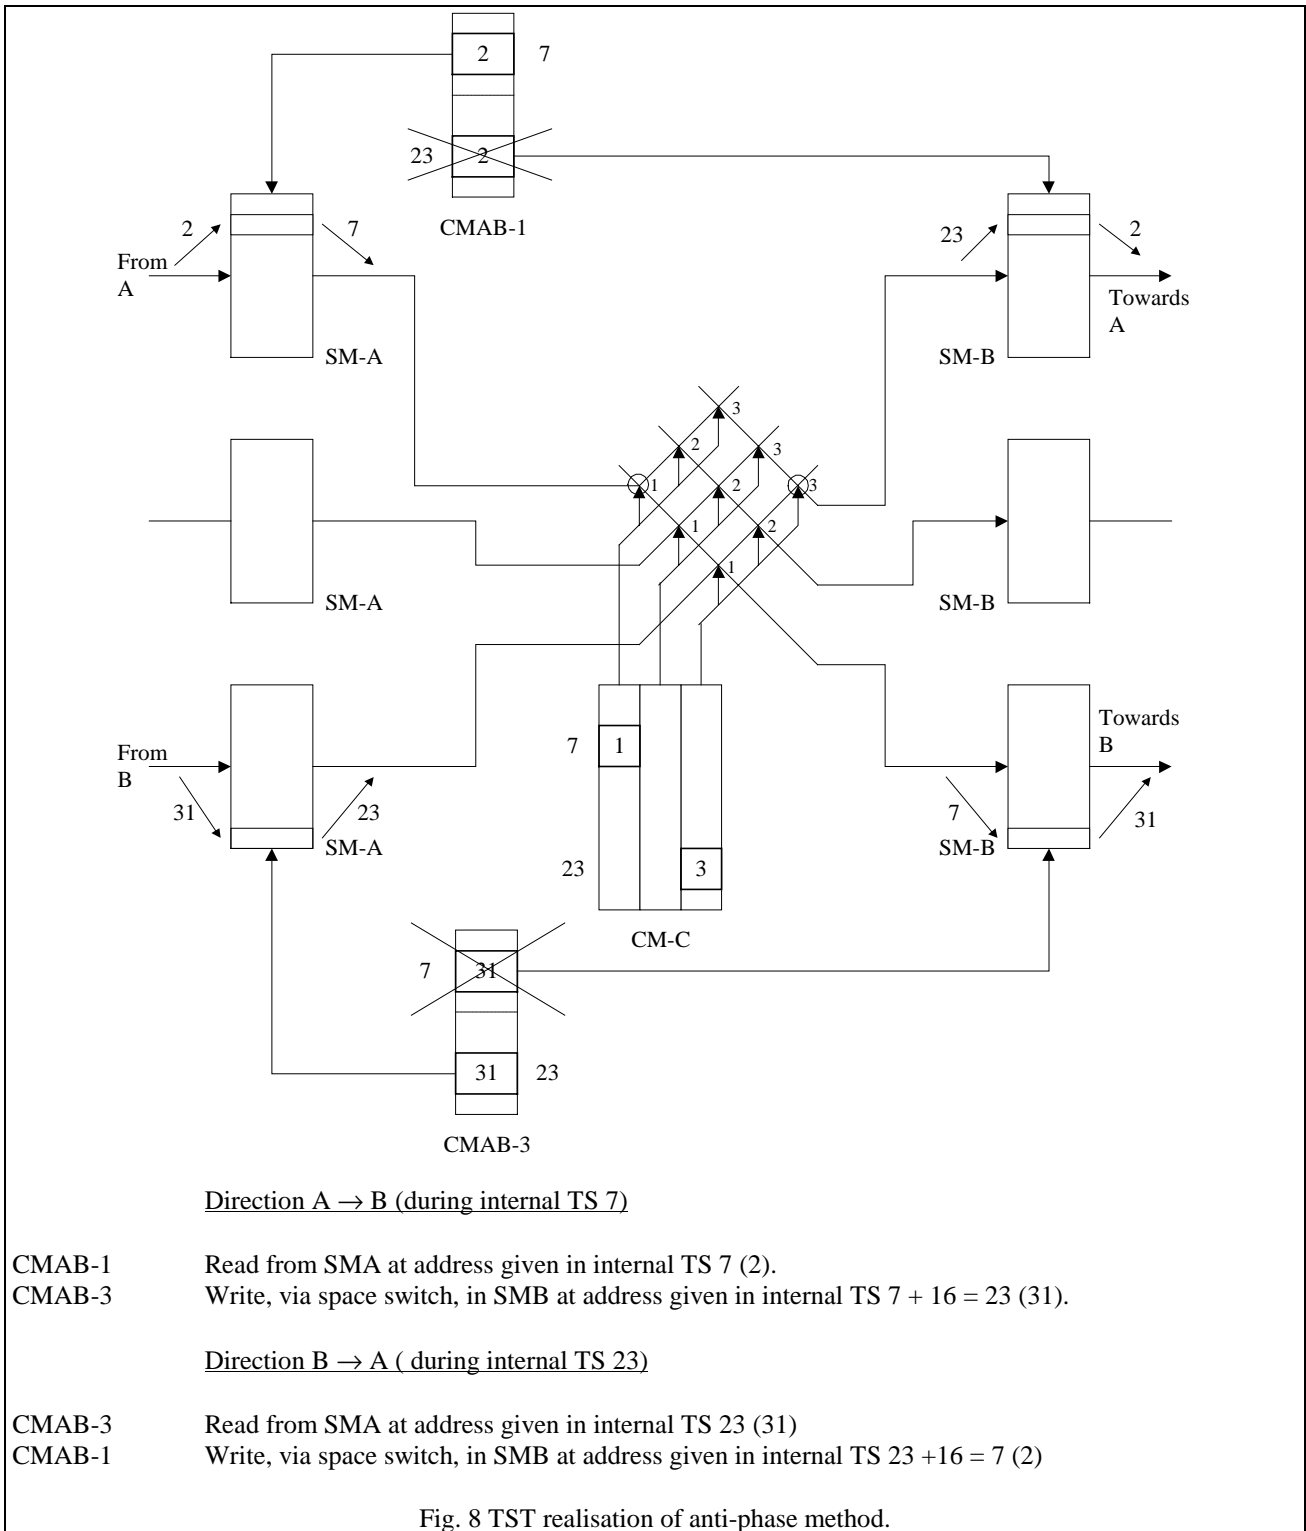 2 7
23 2
CMAB-1
2 7
From
A
SM-A
23 2
Towards
A
SM-B
3
2 3
1 2 3
1 2
1
SM-A
SM-B
From
B
31 23
SM-A
7 1
23 3
CM-C
Towards
B
7 31
SM-B
7 31
31 23
CMAB-3
Direction A → B (during internal TS 7)
CMAB-1 Read from SMA at address given in internal TS 7 (2).
CMAB-3 Write, via space switch, in SMB at address given in internal TS 7 + 16 = 23 (31).
Direction B → A ( during internal TS 23)
CMAB-3 Read from SMA at address given in internal TS 23 (31)
CMAB-1 Write, via space switch, in SMB at address given in internal TS 23 +16 = 7 (2)
Fig. 8 TST realisation of anti-phase method.